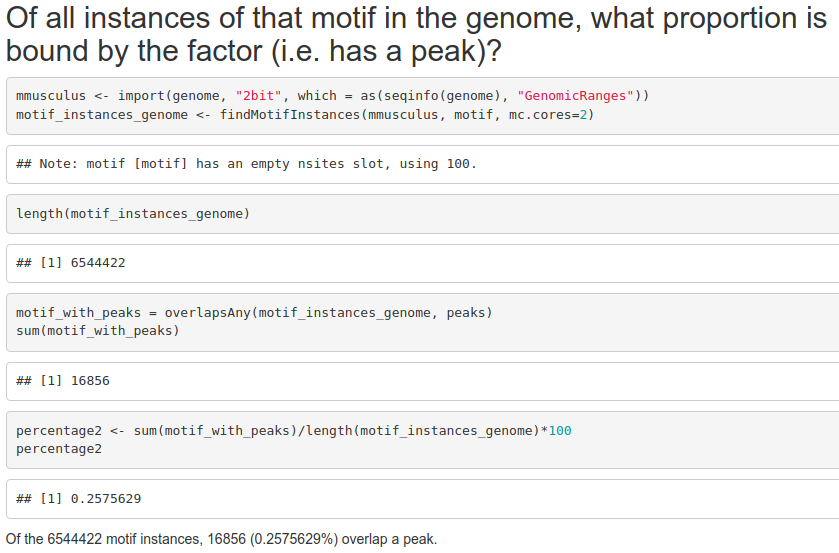 Of all instances of that motif in the genome, what proportion is
bound by the factor (i.e. has a peak)?
mmusculus <- import(genome, "2bit", which = as(seqinfo(genome), "GenomicRanges"))
motif_instances_genome <- findMotifInstances(mmusculus, motif, mc.cores=2)
## Note: motif [motif] has an empty nsites slot, using 100.
length(motif_instances_genome)
## [1] 6544422
motif_with_peaks = overlapsAny(motif_instances_genome, peaks)
sum(motif_with_peaks)
## [1] 16856
percentage2 <- sum(motif_with_peaks)/length(motif_instances_genome)*100
percentage2
## [1] 0.2575629
Of the 6544422 motif instances, 16856 (0.2575629%) overlap a peak.